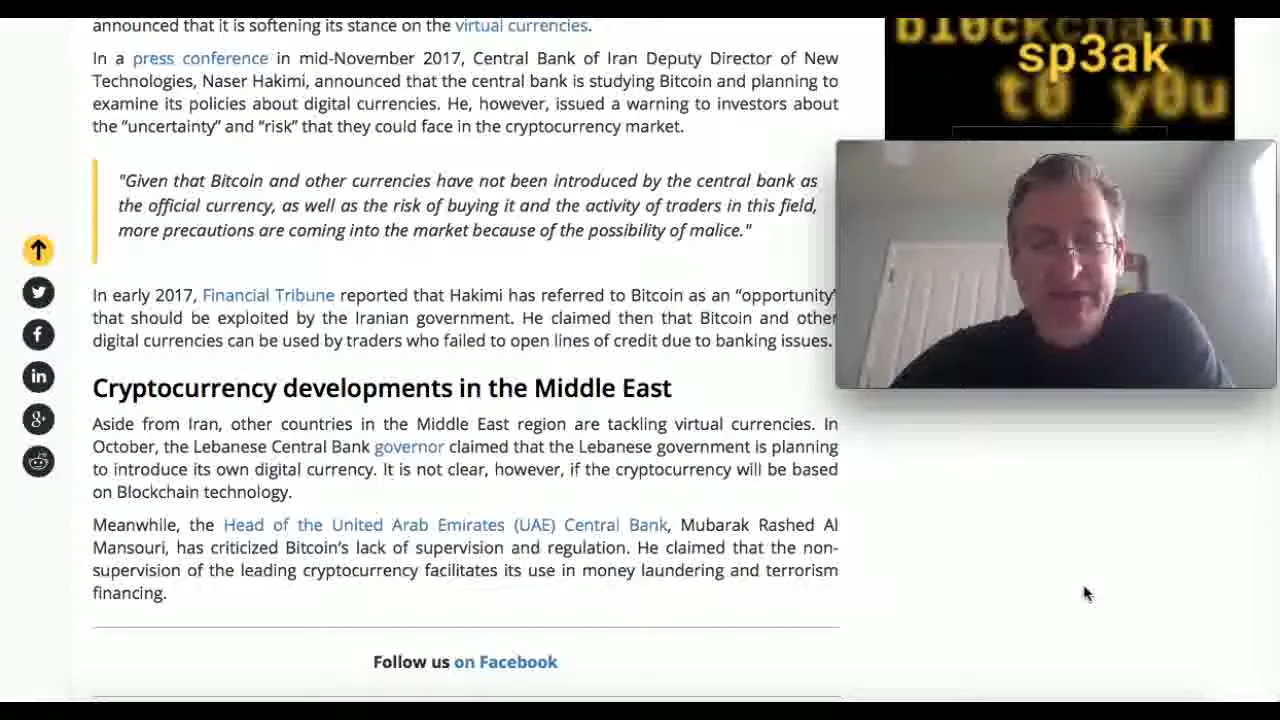 announced that it is softening its stance on the virtual currencies.
In a press conference in mid-November 2017, Central Bank of Iran Deputy Director of New
Technologies, Naser Hakimi, announced that the central bank is studying Bitcoin and planning to
examine its policies about digital currencies. He, however, issued a warning to investors about
the “uncertainty” and “risk” that they could face in the cryptocurrency market.
"Given that Bitcoin and other currencies have not been introduced by the central bank as
the official currency, as well as the risk of buying it and the activity of traders in this field,
more precautions are coming into the market because of the possibility of malice."
In early 2017, Financial Tribune reported that Hakimi has referred to Bitcoin as an “opportunity”
that should be exploited by the Iranian government. He claimed then that Bitcoin and other
digital currencies can be used by traders who failed to open lines of credit due to banking issues.
Cryptocurrency developments in the Middle East
Aside from Iran, other countries in the Middle East region are tackling virtual currencies. In
October, the Lebanese Central Bank governor claimed that the Lebanese government is planning
to introduce its own digital currency. It is not clear, however, if the cryptocurrency will be based
on Blockchain technology.
Meanwhile, the Head of the United Arab Emirates (UAE) Central Bank, Mubarak Rashed Al
Mansouri, has criticized Bitcoin’s lack of supervision and regulation. He claimed that the non-
supervision of the leading cryptocurrency facilitates its use in money laundering and terrorism
financing.
Follow us on Facebook
bl0ckchain
sp3ak
t0 y0u
f
in
g+